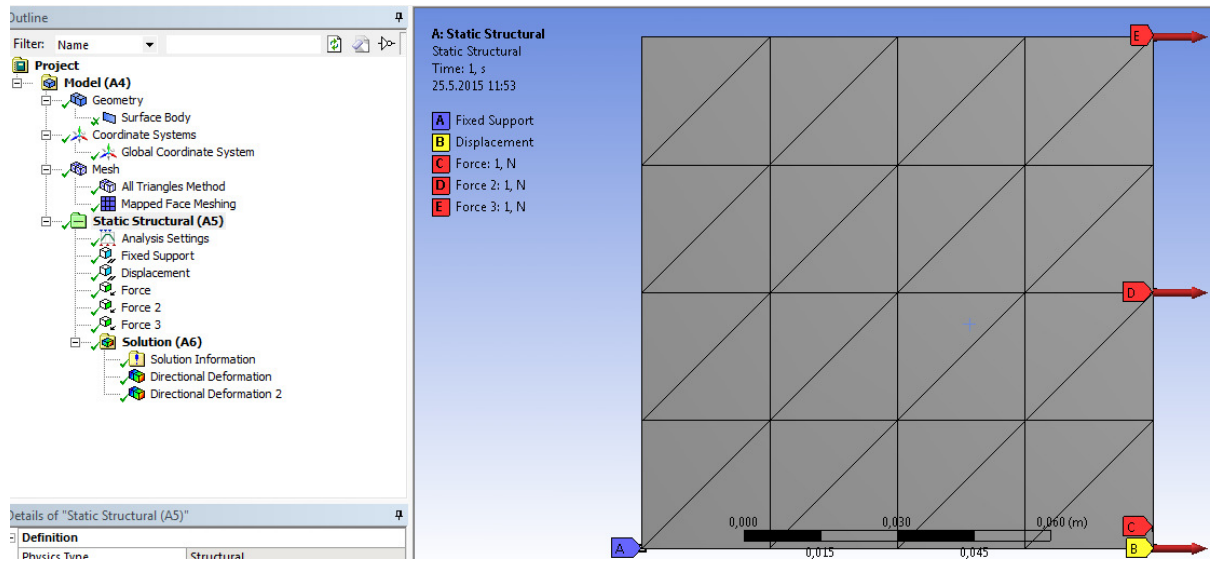 Outline
Filter: Name
Project
Model (A4)
Geometry
Surface Body
Coordinate Systems
Global Coordinate System
Mesh
All Triangles Method
Mapped Face Meshing
Static Structural (A5)
Analysis Settings
Fixed Support
Displacement
Force
Force 2
Force 3
Solution (A6)
Solution Information
Directional Deformation
Directional Deformation 2
Details of "Static Structural (A5)"
Definition
Physics Type Structural
A: Static Structural
Static Structural
Time: 1, s
25.5.2015 11:53
A Fixed Support
B Displacement
C Force: 1, N
D Force 2: 1, N
E Force 3: 1, N
E
D
C
A
B
0,000 0,030 0,060 (m)
0,015 0,045